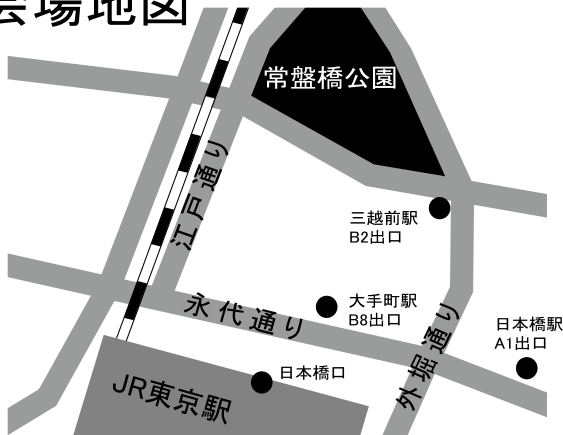 会場地図
常盤橋公園
江戸通り
三越前駅
B2出口
永代通り
大手町駅
B8出口
外堀通り
日本橋駅
A1出口
日本橋口
JR東京駅